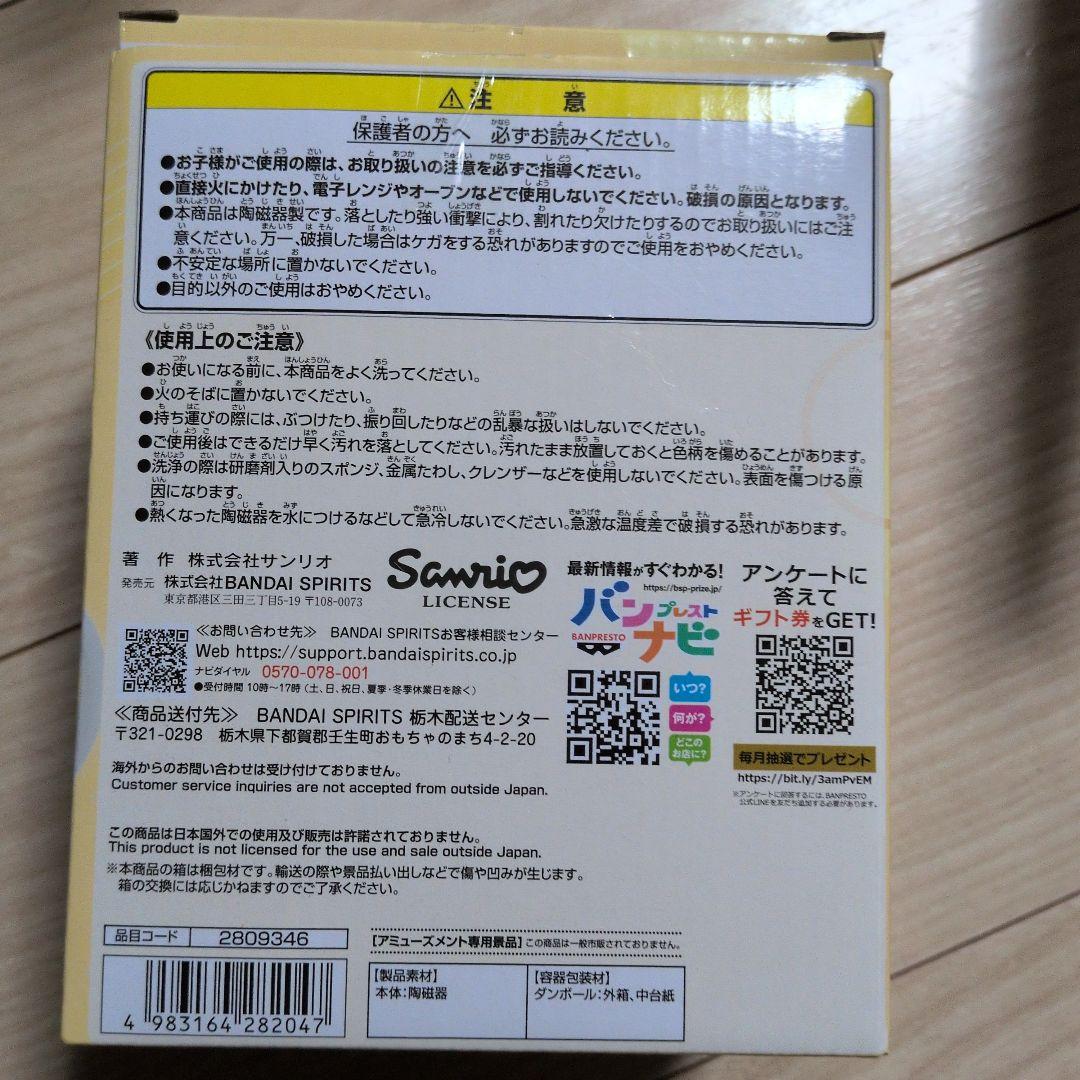 ⚠注 意
保護者の方へ 必ずお読みください。
●お子様がご使用の際は、お取り扱いの注意を必ずご指導ください。
●直接火にかけたり、電子レンジやオーブンなどで使用しないでください。破損の原因となります。
●本商品は陶磁器製です。落としたり強い衝撃により、割れたり欠けたりするのでお取り扱いにはご注
意ください。万一、破損した場合はケガをする恐れがありますのでご使用をおやめください。
●不安定な場所に置かないでください。
●目的以外のご使用はおやめください。
《使用上のご注意》
●お使いになる前に、本商品をよく洗ってください。
●火のそばに置かないでください。
●持ち運びの際には、ぶつけたり、振り回したりなどの乱暴な扱いはしないでください。
●ご使用後はできるだけ早く汚れを落としてください。汚れたまま放置しておくと色柄を傷めることがあります。
●洗浄の際は研磨剤入りのスポンジ、金属たわし、クレンザーなどを使用しないでください。表面を傷つける原
因になります。
●熱くなった陶磁器を水につけるなどして急冷しないでください。急激な温度差で破損する恐れがあります。
著 作 株式会社サンリオ
発売元 株式会社BANDAI SPIRITS
東京都港区三田三丁目5-19 〒108-0073
Sanrio
LICENSE
≪お問い合わせ先≫ BANDAI SPIRITSお客様相談センター
Web https://support.bandaispirits.co.jp
ナビダイヤル 0570-078-001
●受付時間 10時〜17時(土、日、祝日、夏季・冬季休業日を除く)
≪商品送付先≫ BANDAI SPIRITS 栃木配送センター
〒321-0298 栃木県下都賀郡壬生町おもちゃのまち4-2-20
最新情報がすぐわかる!
https://bsp-prize.jp/
バンプレスト
BANPRESTO
ナビ
いつ?
何が?
どこの
お店に?
アンケートに
答えて
ギフト券をGET!
毎月抽選でプレゼント
https://bit.ly/3amPvEM
※アンケートに回答するには、BANPRESTO
公式LINEを友だち追加する必要があります。
海外からのお問い合わせは受け付けておりません。
Customer service inquiries are not accepted from outside Japan.
この商品は日本国外での使用及び販売は許諾されておりません。
This product is not licensed for the use and sale outside Japan.
※本商品の箱は梱包材です。輸送の際や景品払い出しなどで傷や凹みが生じます。
箱の交換には応じかねますのでご了承ください。
品目コード 2809346
4 983164 282047
【アミューズメント専用景品】この商品は一般市販されておりません。
【製品素材】
本体:陶磁器
【容器包装材】
ダンボール:外箱、中台紙